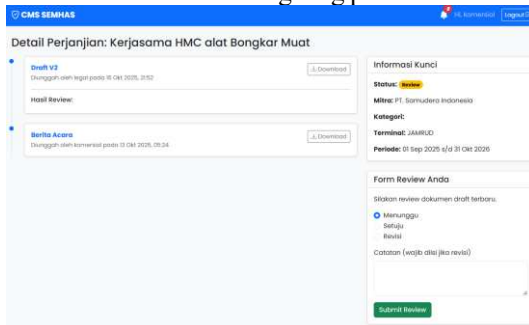 CMS SEMHAS
Hi, komersial
Logout
Detail Perjanjian: Kerjasama HMC alat Bongkar Muat
Draft V3
Download
Diunggah oleh legal pada 16 Okt 2025, 21:52
Hasil Review:
Berita Acara
Download
Diunggah oleh komersial pada 13 Okt 2025, 05:24
Informasi Kunci
Status: Review
Mitra: PT. Samudera Indonesia
Kategori:
Terminal: JAMRUD
Periode: 01 Sep 2025 s/d 31 Okt 2026
Form Review Anda
Silakan review dokumen draft terbaru.
Menunggu
Setuju
Revisi
Catatan (wajib diisi jika revisi)
Submit Review